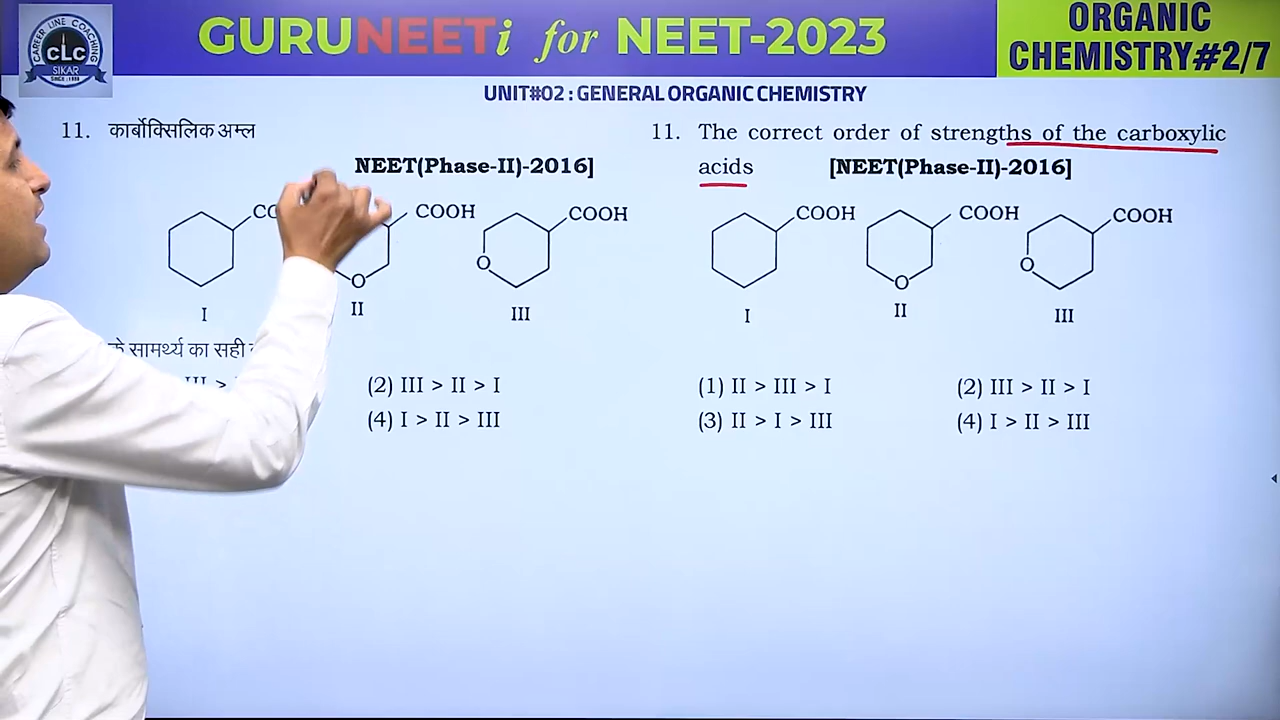 CAREER LINE COACHING
CLC
SIKAR
SINCE : 1996
GURUNEETi for NEET-2023
ORGANIC
CHEMISTRY#2/7
UNIT#02 : GENERAL ORGANIC CHEMISTRY
11. कार्बोक्सिलिक अम्ल
NEET(Phase-II)-2016]
COOH
COOH
O
O
I
II
III
के सामर्थ्य का सही
(2) III > II > I
(4) I > II > III
11. The correct order of strengths of the carboxylic
acids [NEET(Phase-II)-2016]
COOH
COOH
COOH
O
O
I
II
III
(1) II > III > I
(2) III > II > I
(3) II > I > III
(4) I > II > III